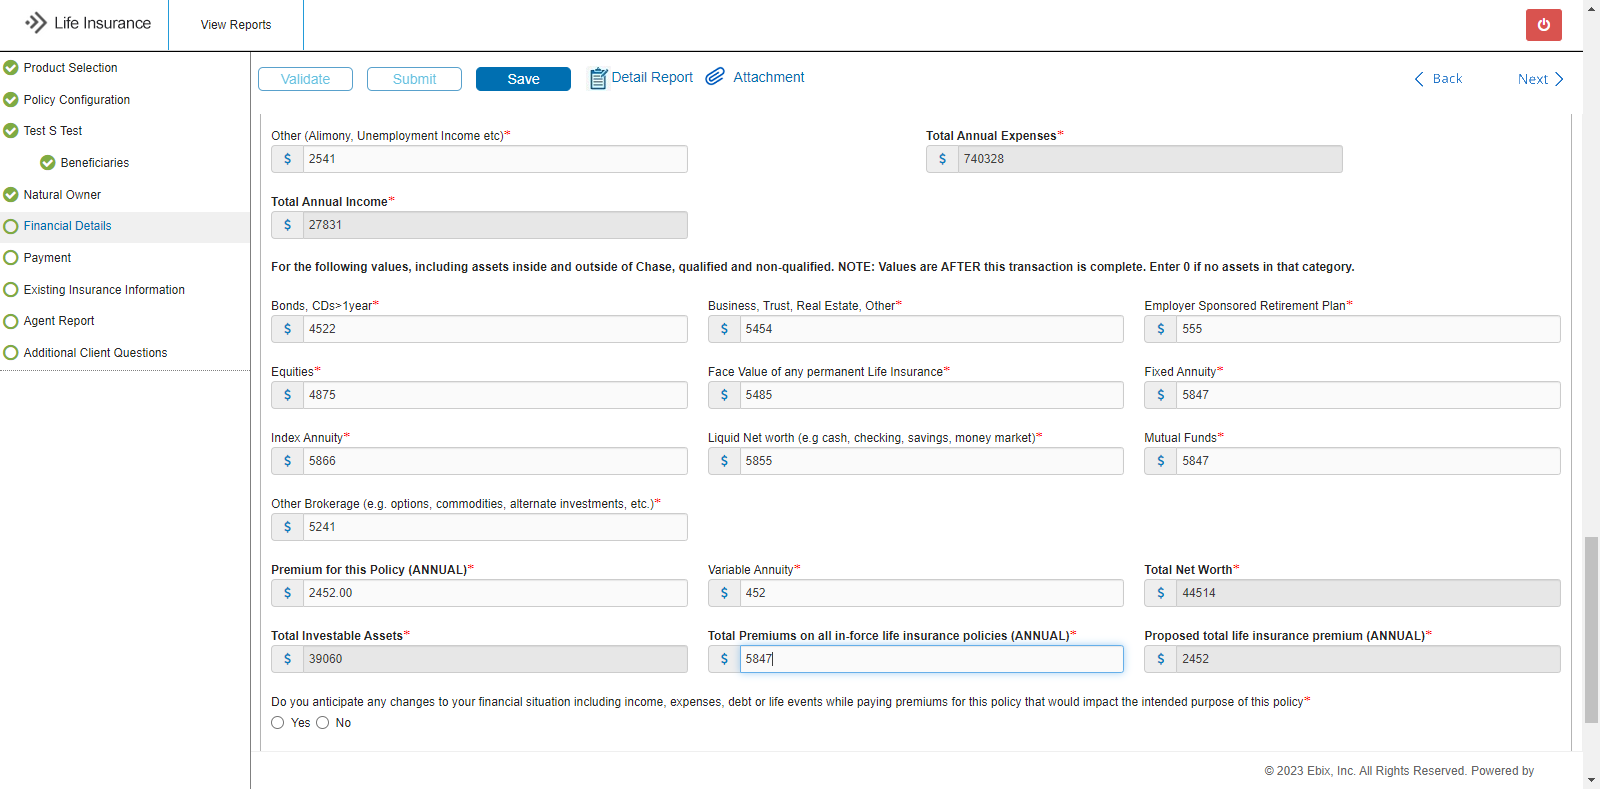 Life Insurance
View Reports
Product Selection
Policy Configuration
Test S Test
Beneficiaries
Natural Owner
Financial Details
Payment
Existing Insurance Information
Agent Report
Additional Client Questions
Validate Submit Save Detail Report Attachment Back Next
Other (Alimony, Unemployment Income etc)* Total Annual Expenses*
$ 2541 $ 740328
Total Annual Income*
$ 27831
For the following values, including assets inside and outside of Chase, qualified and non-qualified. NOTE: Values are AFTER this transaction is complete. Enter 0 if no assets in that category.
Bonds, CDs>1year* Business, Trust, Real Estate, Other* Employer Sponsored Retirement Plan*
$ 4522 $ 5454 $ 555
Equities* Face Value of any permanent Life Insurance* Fixed Annuity*
$ 4875 $ 5485 $ 5847
Index Annuity* Liquid Net worth (e.g cash, checking, savings, money market)* Mutual Funds*
$ 5866 $ 5855 $ 5847
Other Brokerage (e.g. options, commodities, alternate investments, etc.)*
$ 5241
Premium for this Policy (ANNUAL)* Variable Annuity* Total Net Worth*
$ 2452.00 $ 452 $ 44514
Total Investable Assets* Total Premiums on all in-force life insurance policies (ANNUAL)* Proposed total life insurance premium (ANNUAL)*
$ 39060 $ 5847 $ 2452
Do you anticipate any changes to your financial situation including income, expenses, debt or life events while paying premiums for this policy that would impact the intended purpose of this policy*
Yes No
© 2023 Ebix, Inc. All Rights Reserved. Powered by